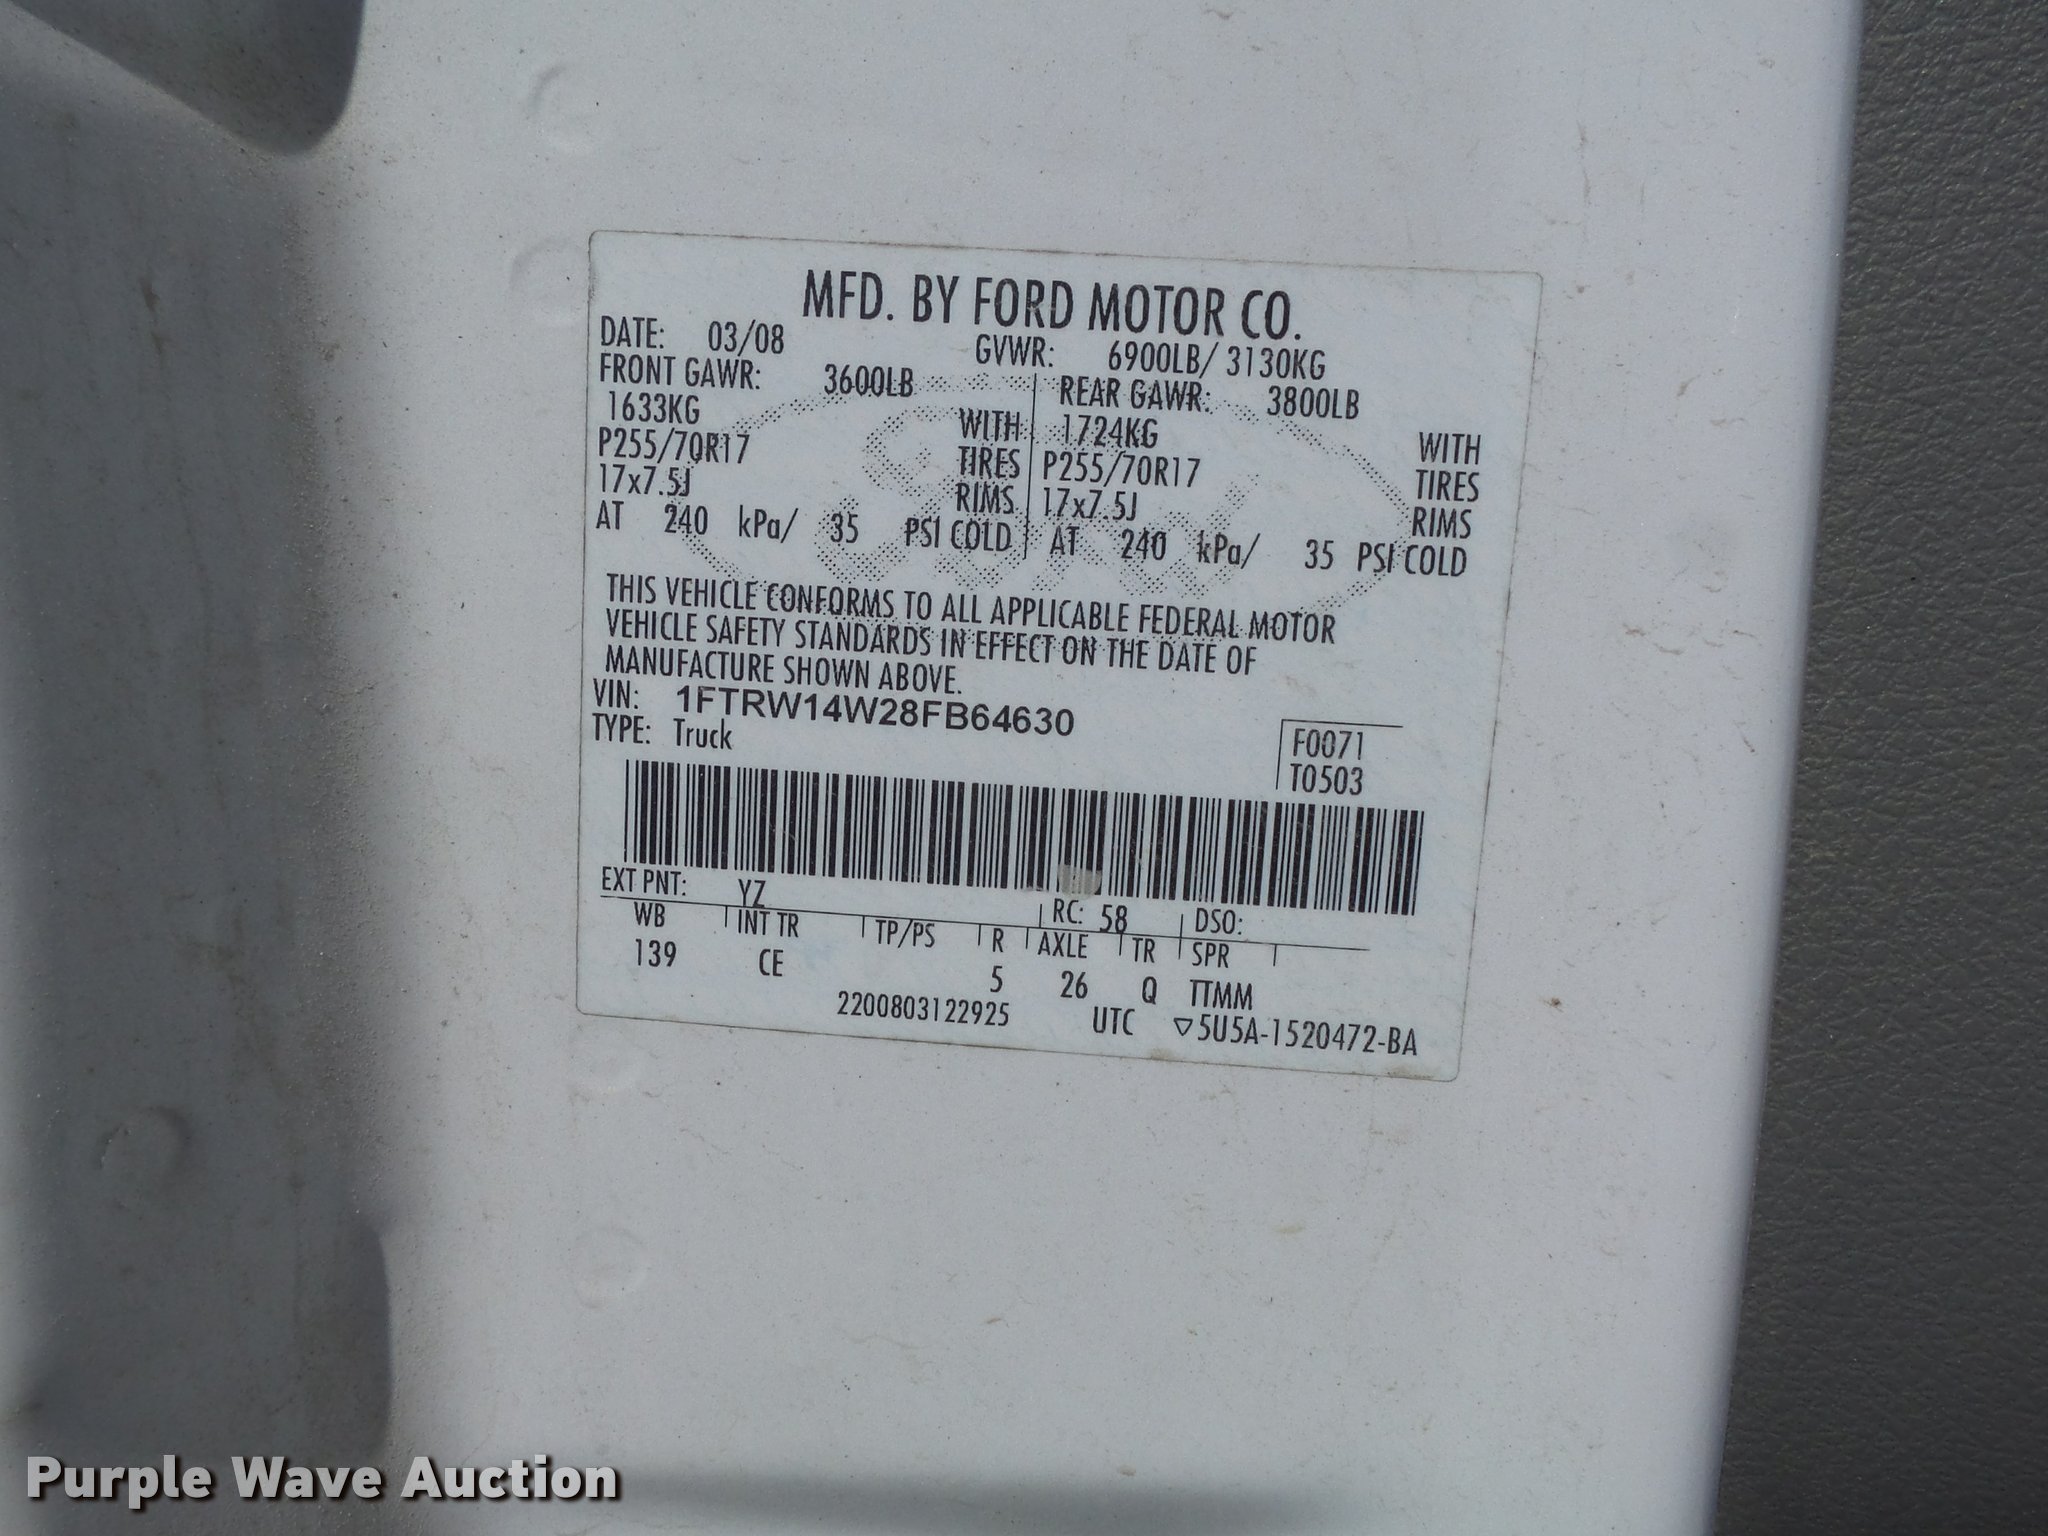 MFD. BY FORD MOTOR CO.
DATE: 03/08 GVWR: 6900LB/ 3130KG
FRONT GAWR: 3600LB REAR GAWR: 3800LB
1633KG WITH 1724KG WITH
P255/70R17 TIRES P255/70R17 TIRES
17x7.5J RIMS 17x7.5J RIMS
AT 240 kPa/ 35 PSI COLD AT 240 kPa/ 35 PSI COLD
THIS VEHICLE CONFORMS TO ALL APPLICABLE FEDERAL MOTOR
VEHICLE SAFETY STANDARDS IN EFFECT ON THE DATE OF
MANUFACTURE SHOWN ABOVE.
VIN: 1FTRW14W28FB64630
TYPE: Truck F0071
T0503
EXT PNT: YZ RC: 58 DSO:
WB INT TR TP/PS R AXLE TR SPR
139 CE 5 26 Q TTMM
2200803122925 UTC ▽5U5A-1520472-BA
Purple Wave Auction